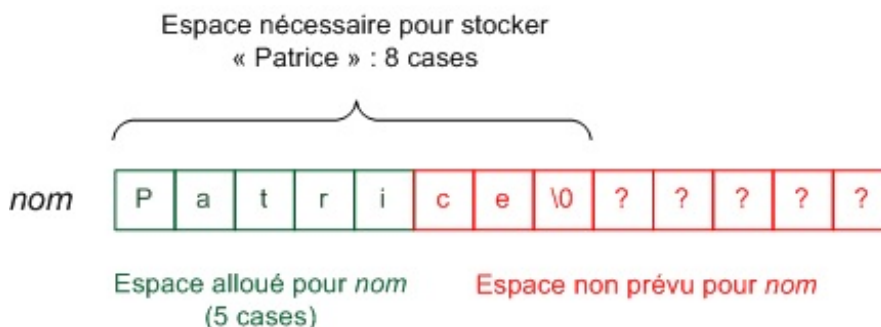 Espace nécessaire pour stocker
« Patrice » : 8 cases
nom P a t r i c e \0 ? ? ? ? ?
Espace alloué pour nom Espace non prévu pour nom
(5 cases)